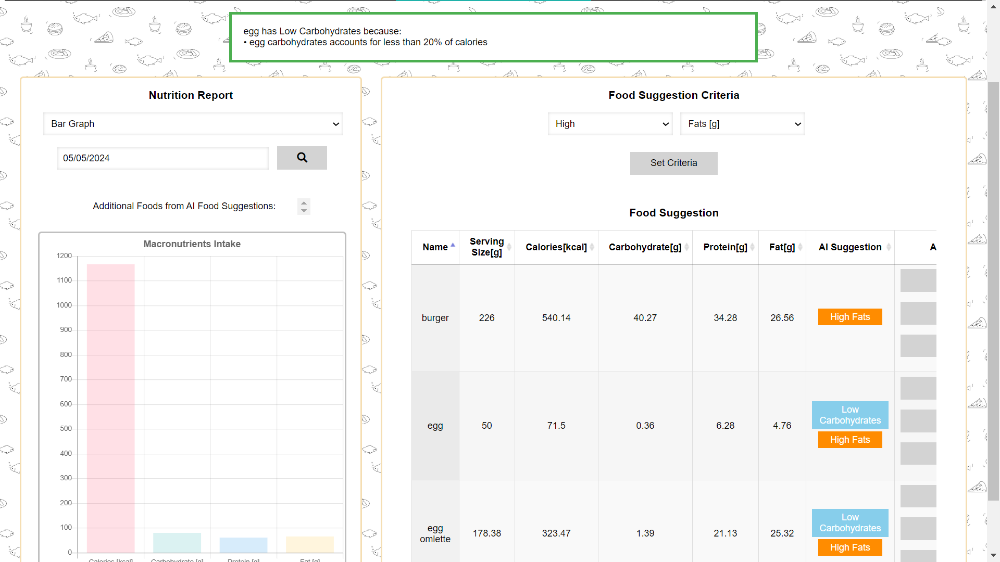 egg has Low Carbohydrates because:
• egg carbohydrates accounts for less than 20% of calories
Nutrition Report
Bar Graph
05/05/2024
Additional Foods from AI Food Suggestions:
Macronutrients Intake
1200
1100
1000
900
800
700
600
500
400
300
200
100
0
Calories [kcal] Carbohydrate [g] Protein [g] Fat [g]
Food Suggestion Criteria
High Fats [g]
Set Criteria
Food Suggestion
Name Serving Size[g] Calories[kcal] Carbohydrate[g] Protein[g] Fat[g] AI Suggestion A
burger 226 540.14 40.27 34.28 26.56 High Fats
egg 50 71.5 0.36 6.28 4.76 Low Carbohydrates High Fats
egg omlette 178.38 323.47 1.39 21.13 25.32 Low Carbohydrates High Fats